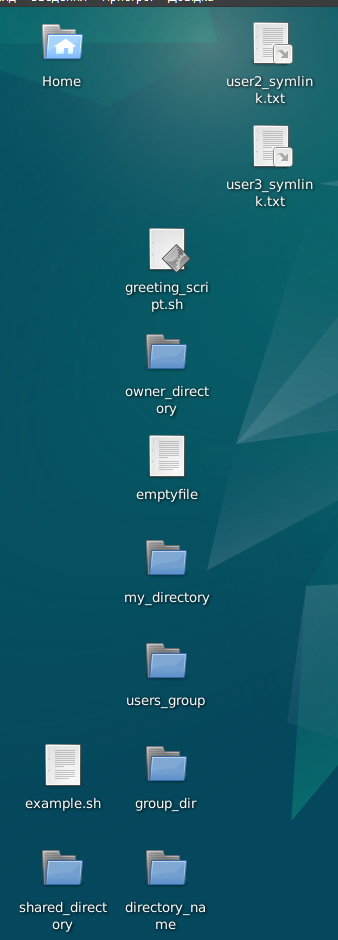 Home
user2_symlin
k.txt
user3_symlin
k.txt
greeting_scri
pt.sh
owner_direct
ory
emptyfile
my_directory
users_group
example.sh
group_dir
shared_direct
ory
directory_na
me